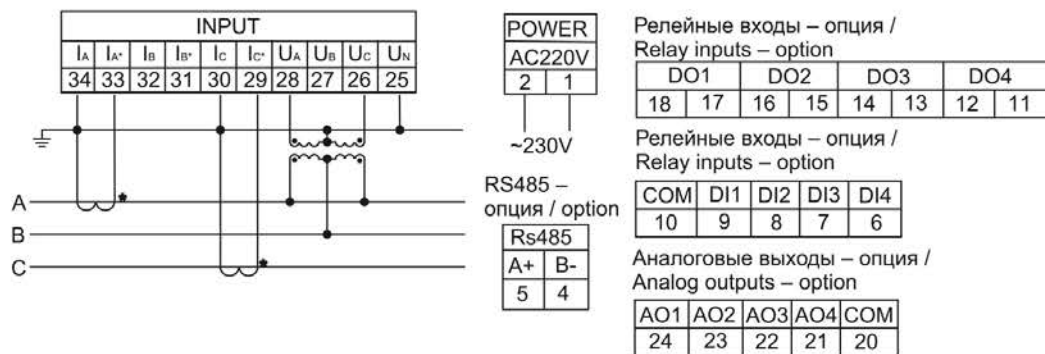 INPUT
IA IA* IB IB* IC IC* UA UB UC UN
34 33 32 31 30 29 28 27 26 25
A
B
C
POWER
AC220V
2 1
~230V
RS485 –
опция / option
Rs485
A+ B-
5 4
Релейные входы – опция /
Relay inputs – option
DO1 DO2 DO3 DO4
18 17 16 15 14 13 12 11
Релейные входы – опция /
Relay inputs – option
COM DI1 DI2 DI3 DI4
10 9 8 7 6
Аналоговые выходы – опция /
Analog outputs – option
AO1 AO2 AO3 AO4 COM
24 23 22 21 20